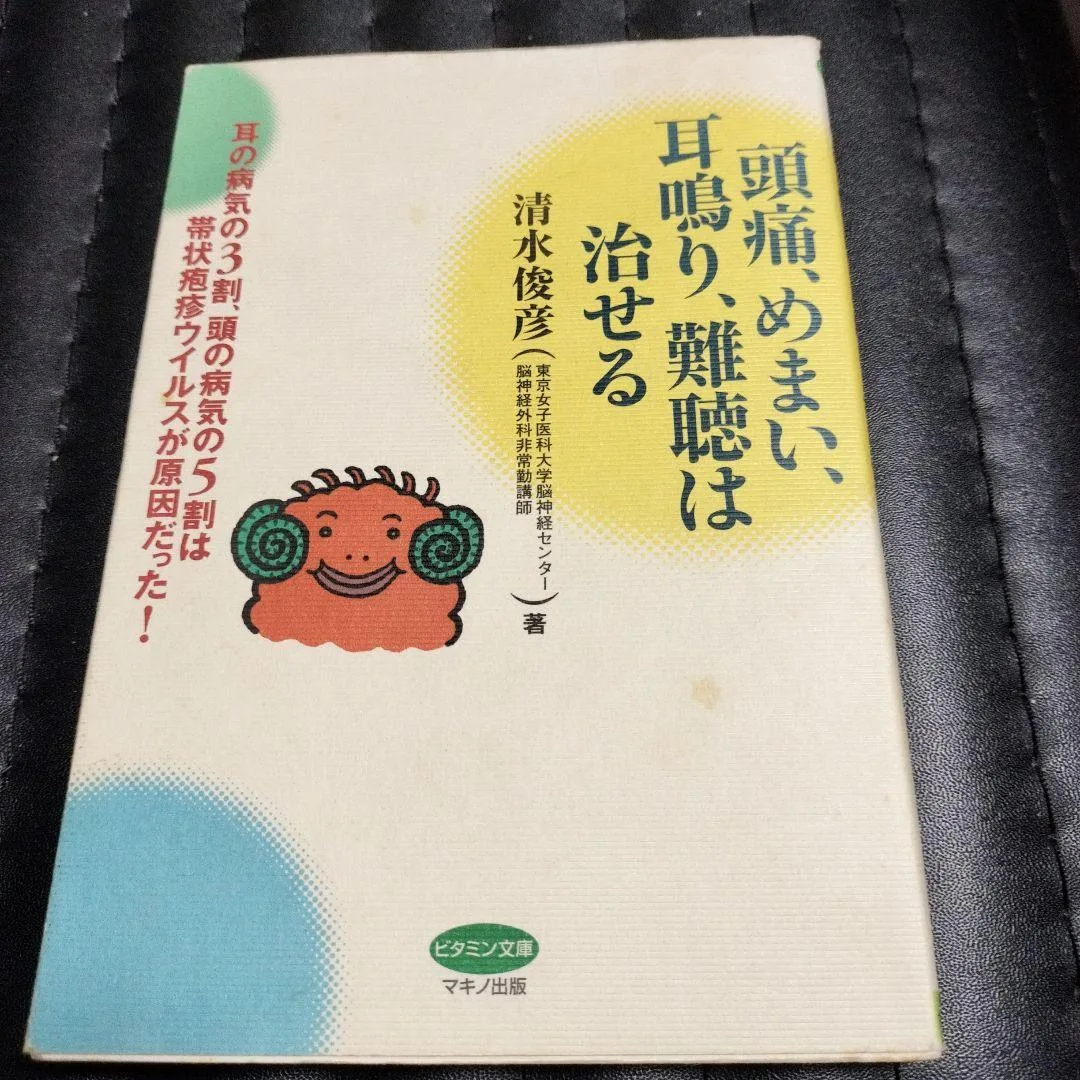 頭痛、めまい、
耳鳴り、難聴は
治せる
清水俊彦(東京女子医科大学脳神経センター
脳神経外科非常勤講師)著
耳の病気の3割、頭の病気の5割は
帯状疱疹ウイルスが原因だった!
ビタミン文庫
マキノ出版